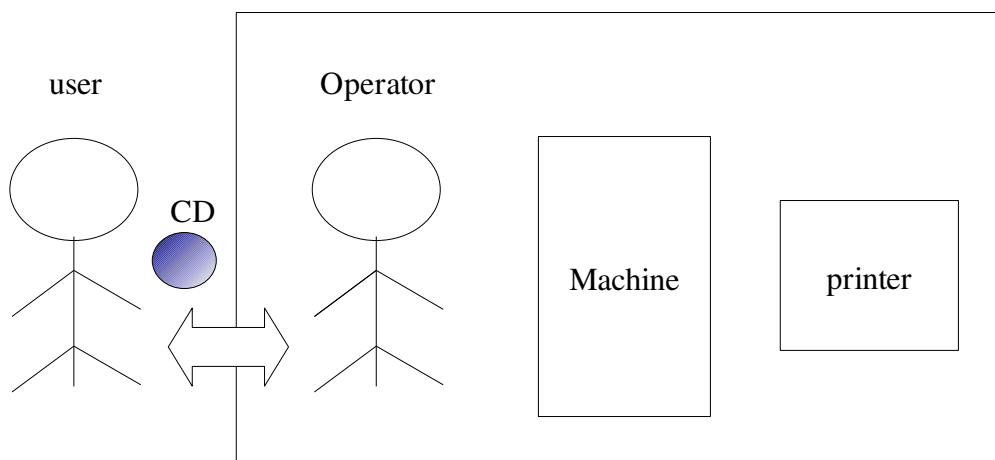 user
Operator
CD
Machine
printer